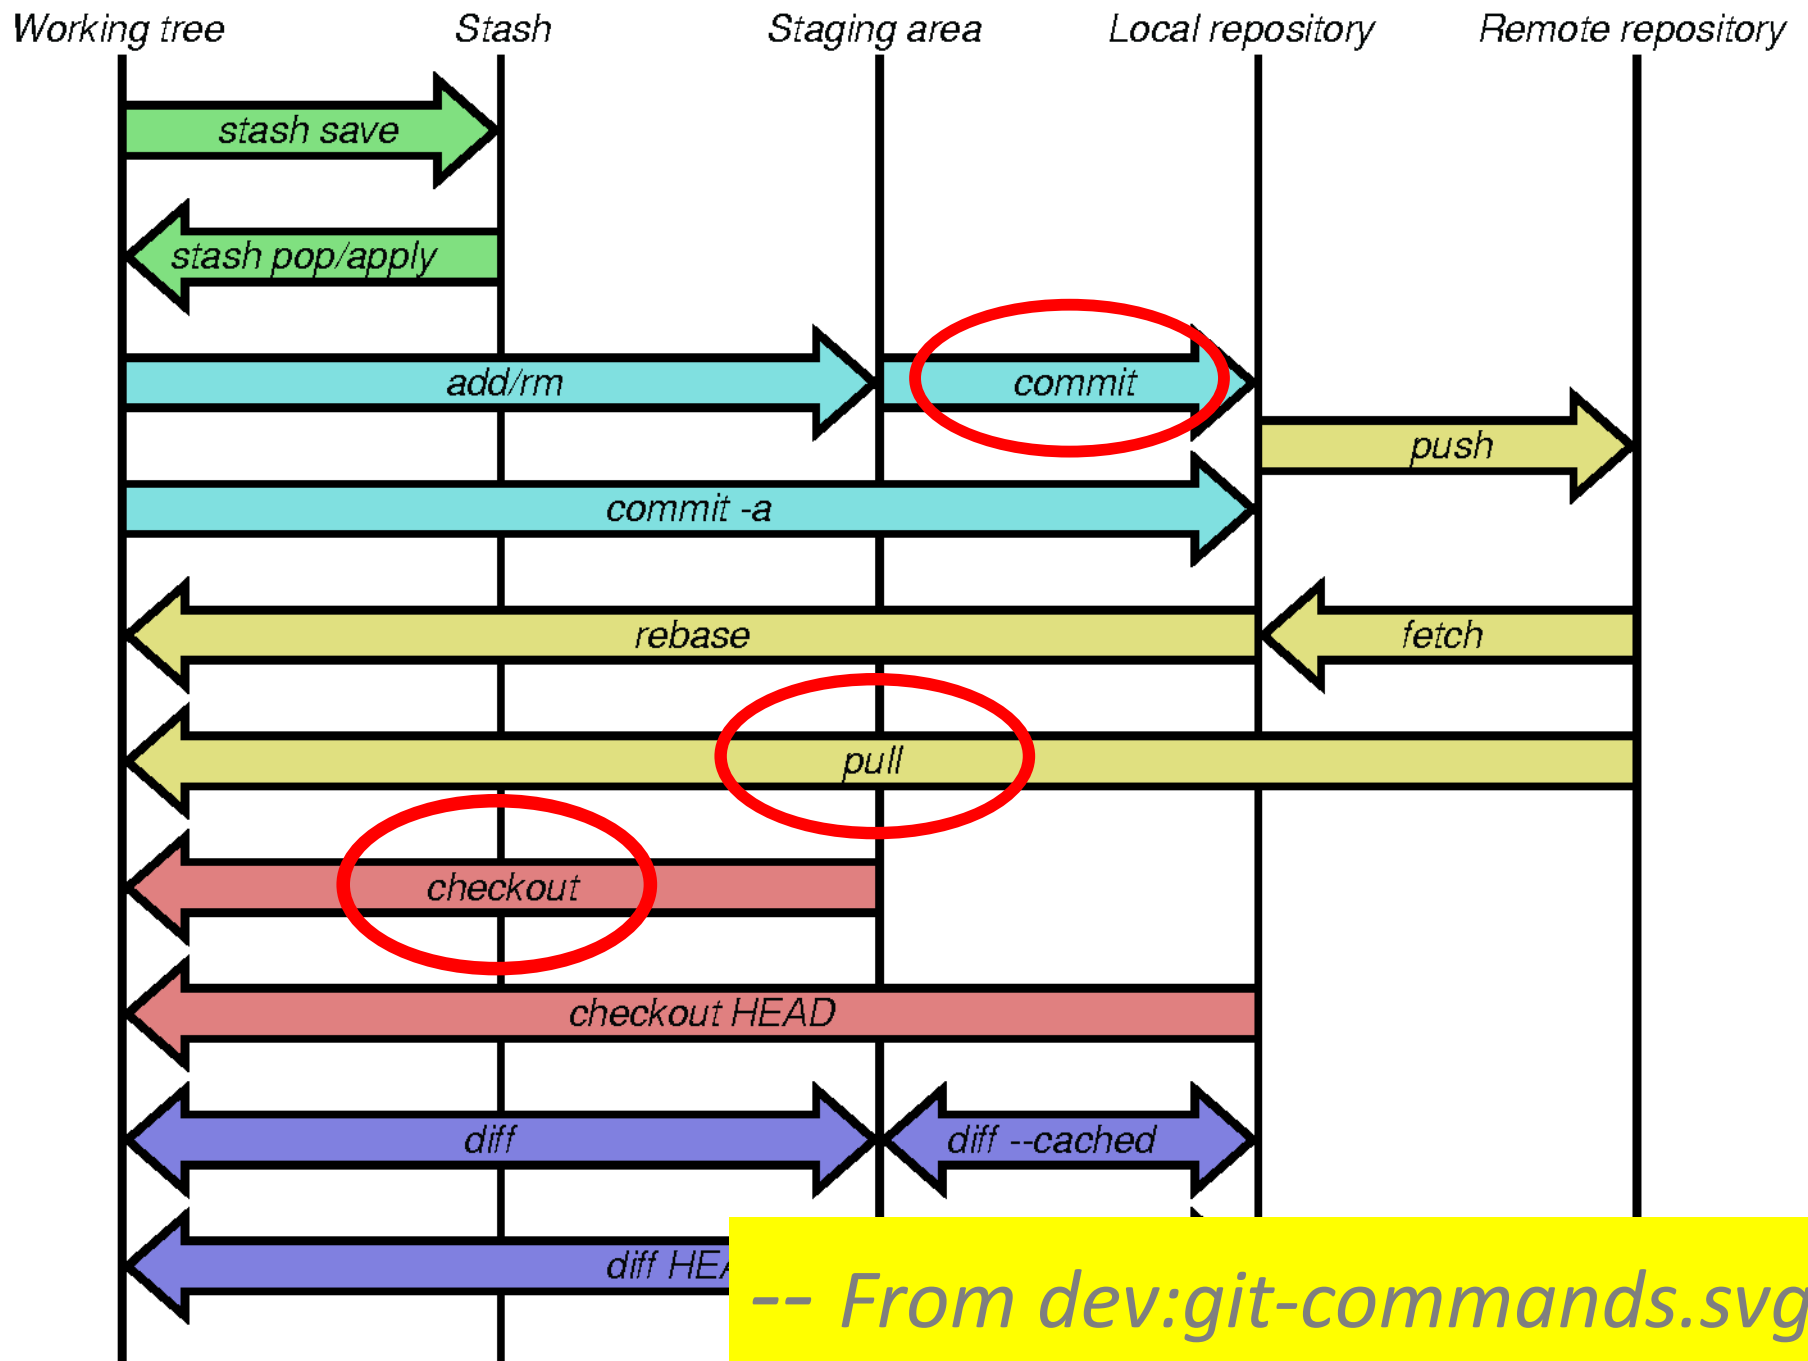 Working tree Stash Staging area Local repository Remote repository
stash save
stash pop/apply
add/rm commit
push
commit -a
rebase fetch
pull
checkout
checkout HEAD
diff diff --cached
diff
-- From dev:git-commands.svg